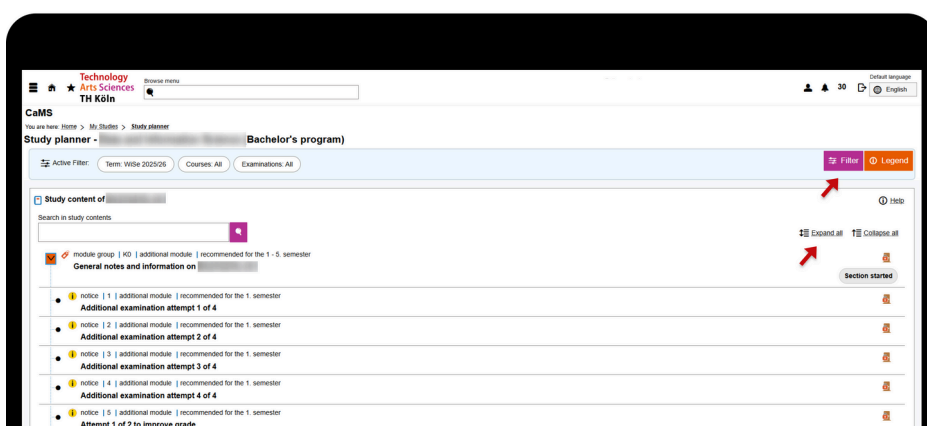 Technology
Arts Sciences
TH Köln
Browse menu
30
Default language
English
CaMS
You are here: Home > My Studies > Study planner
Study planner - Bachelor's program)
Active Filter: Term: WiSe 2025/26 Courses: All Examinations: All
Filter
Legend
Study content of
Help
Search in study contents
Expand all
Collapse all
module group | K0 | additional module | recommended for the 1 - 5. semester
General notes and information on
Section started
notice | 1 | additional module | recommended for the 1. semester
Additional examination attempt 1 of 4
notice | 2 | additional module | recommended for the 1. semester
Additional examination attempt 2 of 4
notice | 3 | additional module | recommended for the 1. semester
Additional examination attempt 3 of 4
notice | 4 | additional module | recommended for the 1. semester
Additional examination attempt 4 of 4
notice | 5 | additional module | recommended for the 1. semester
Attempt 1 of 2 to improve grade